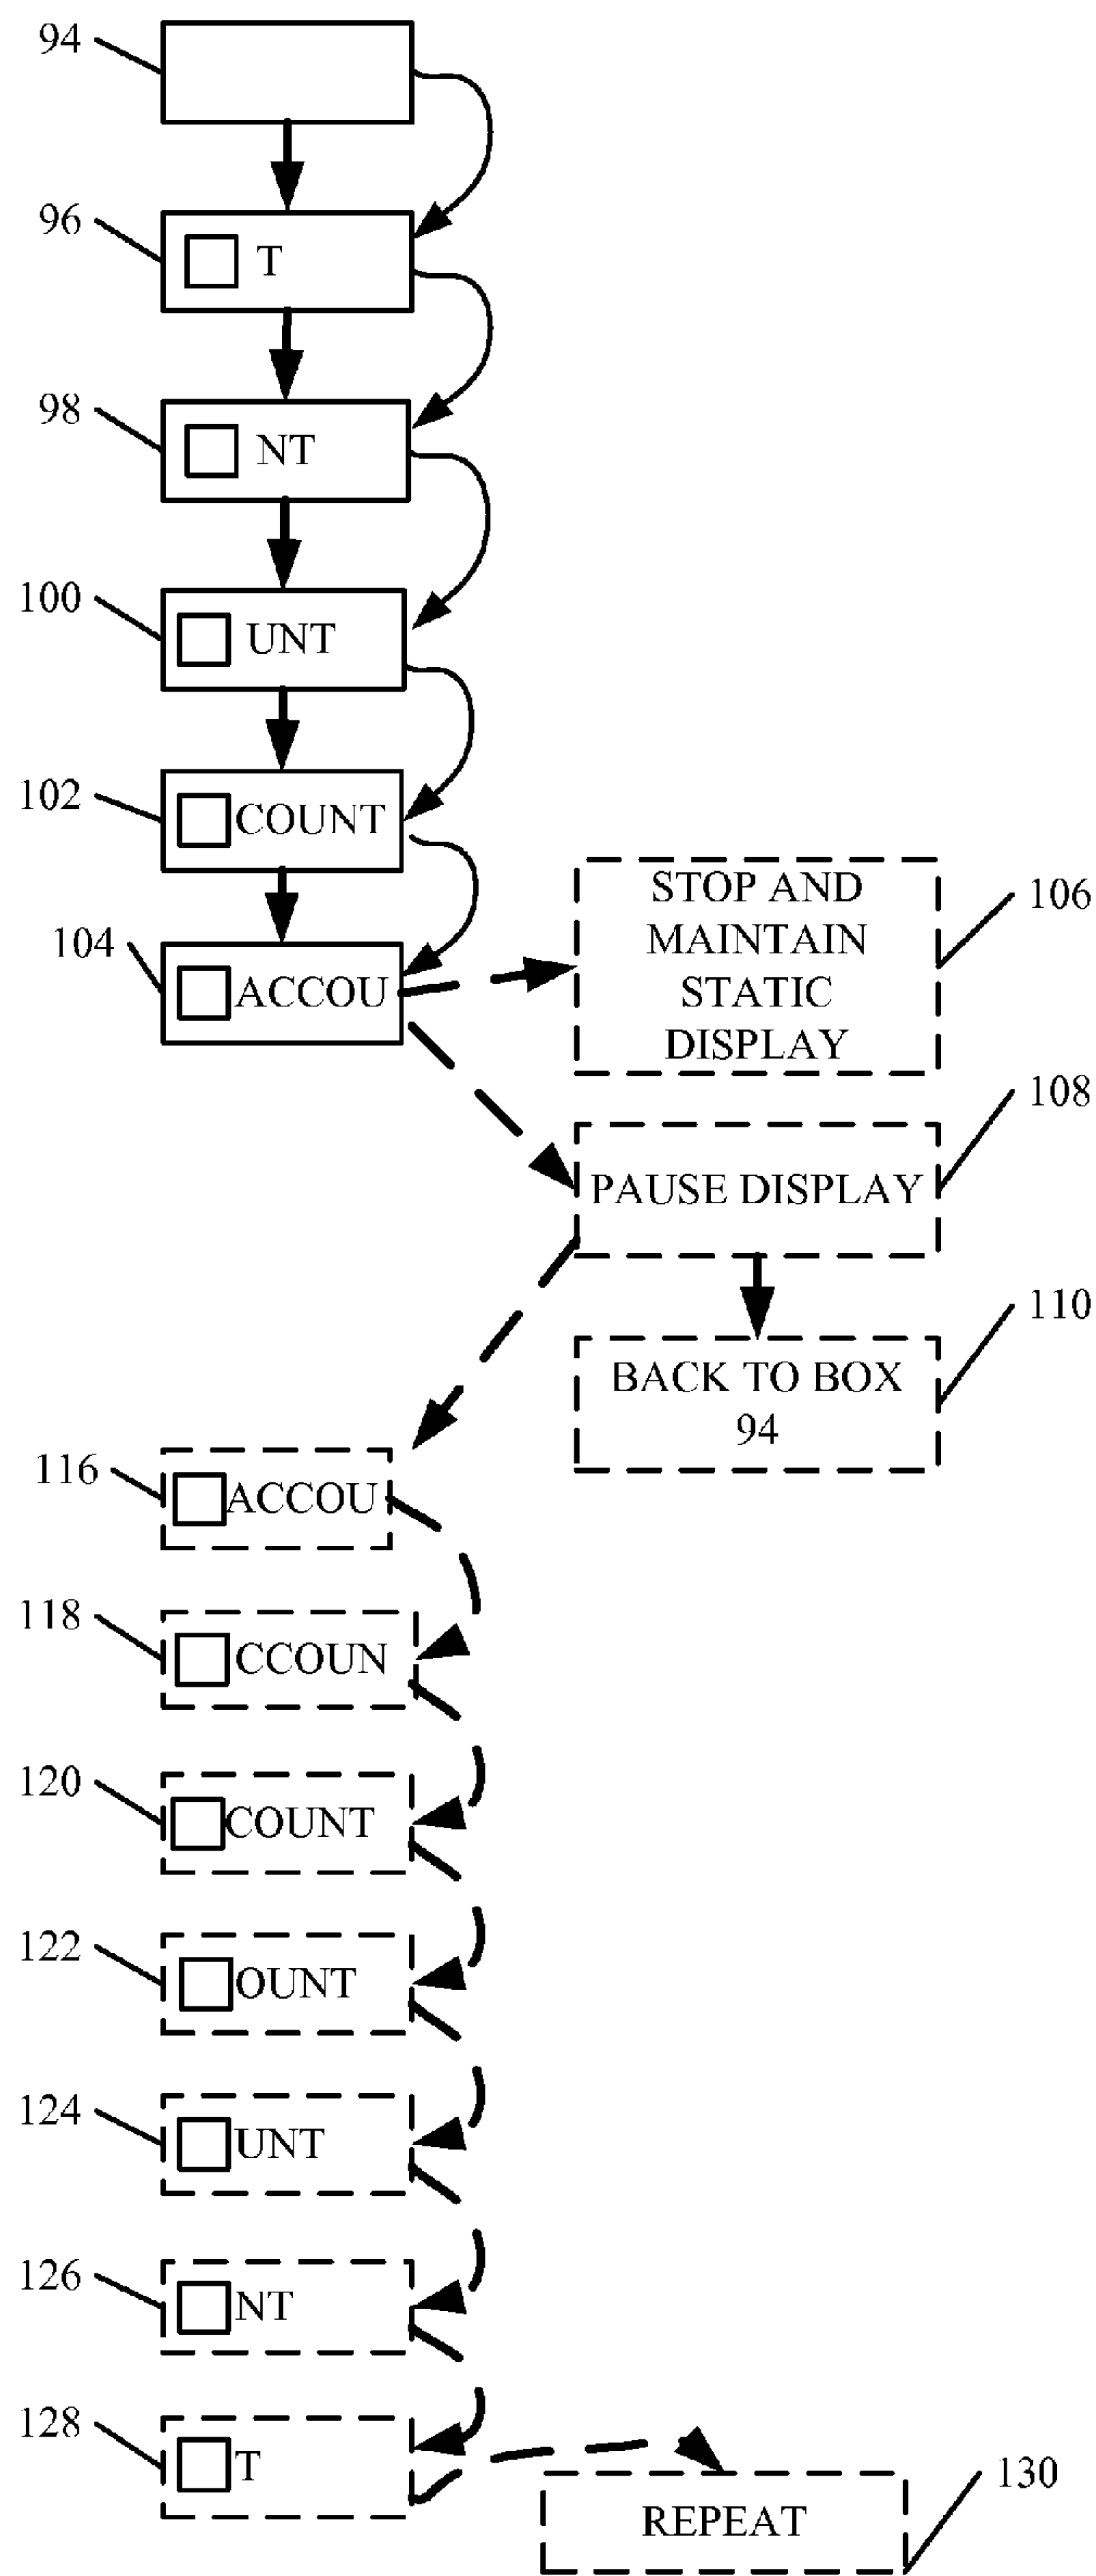 94
96
T
98
NT
100
UNT
102
COUNT
104
ACCOU
STOP AND
MAINTAIN
STATIC
DISPLAY
106
108
PAUSE DISPLAY
110
BACK TO BOX
94
116
ACCOU
118
CCOUN
120
COUNT
122
OUNT
124
UNT
126
NT
128
T
130
REPEAT